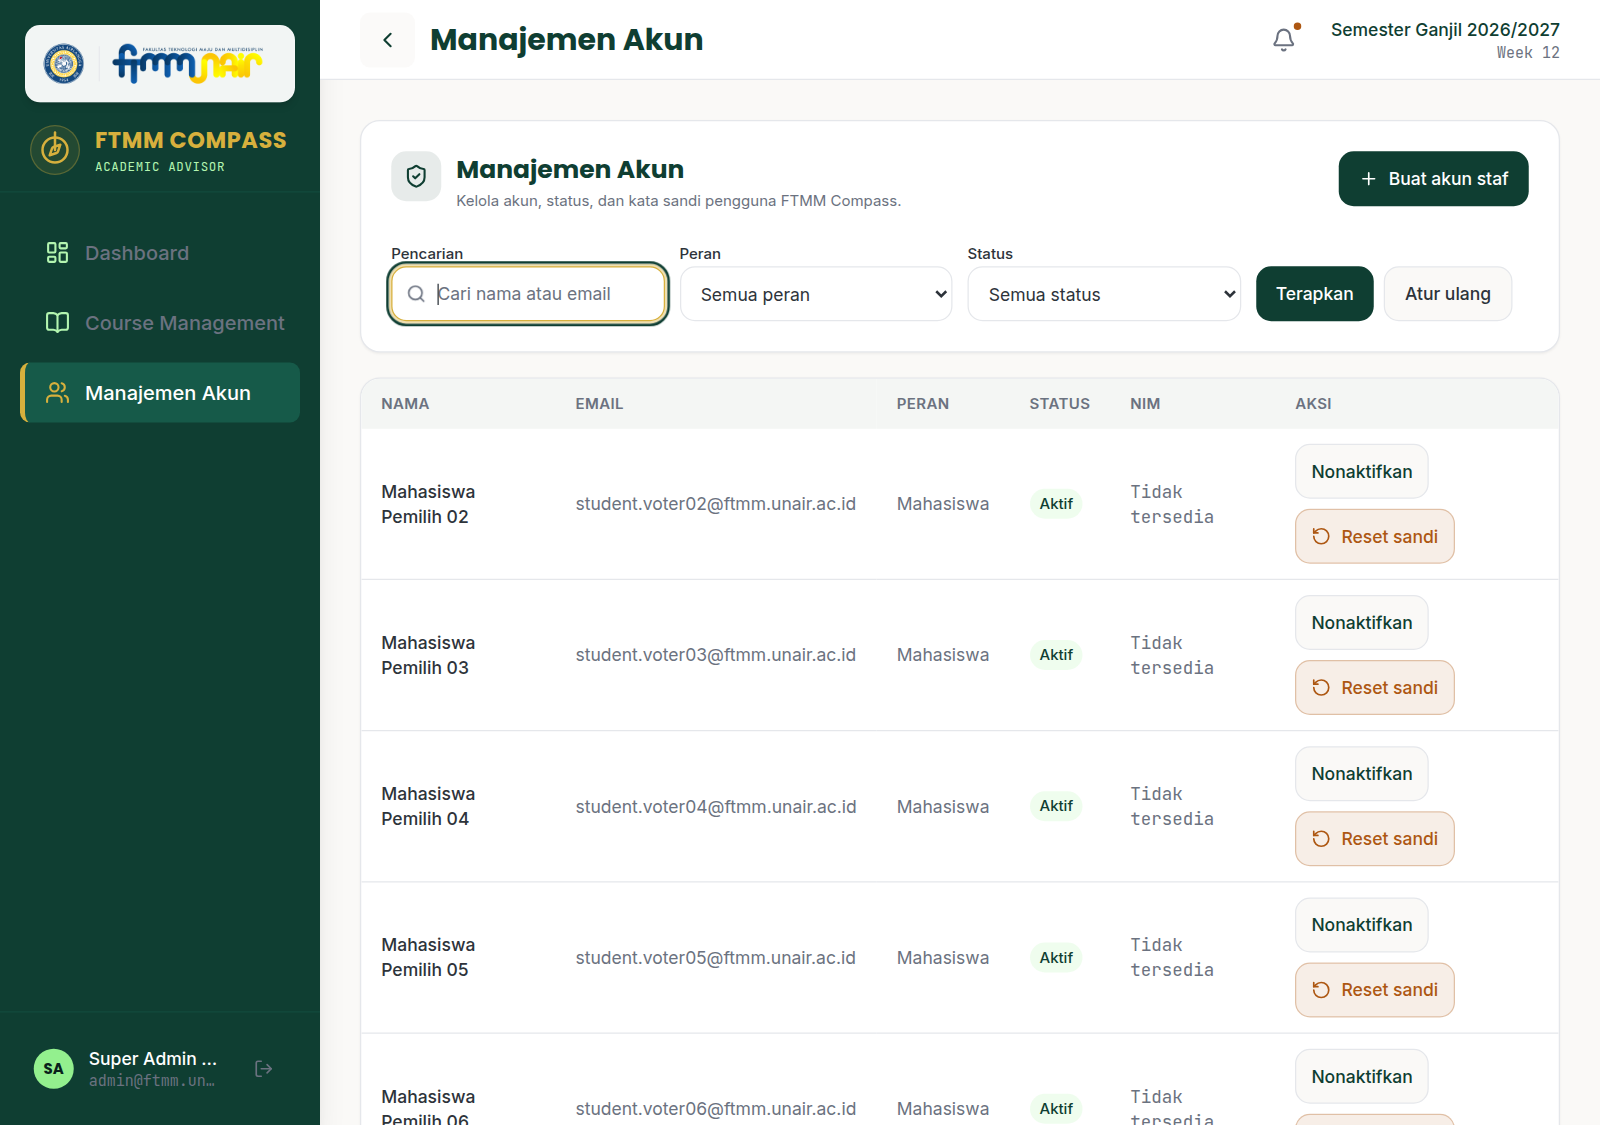 FAKULTAS TEKNOLOGI MAJU DAN MULTIDISIPLIN
ftmm unair
FTMM COMPASS
ACADEMIC ADVISOR
Dashboard
Course Management
Manajemen Akun
SA
Super Admin ...
admin@ftmm.un…
Manajemen Akun
Semester Ganjil 2026/2027
Week 12
Manajemen Akun
Kelola akun, status, dan kata sandi pengguna FTMM Compass.
Buat akun staf
Pencarian
Peran
Status
Cari nama atau email
Semua peran
Semua status
Terapkan
Atur ulang
NAMA EMAIL PERAN STATUS NIM AKSI
Mahasiswa
Pemilih 02
student.voter02@ftmm.unair.ac.id
Mahasiswa
Aktif
Tidak
tersedia
Nonaktifkan
Reset sandi
Mahasiswa
Pemilih 03
student.voter03@ftmm.unair.ac.id
Mahasiswa
Aktif
Tidak
tersedia
Nonaktifkan
Reset sandi
Mahasiswa
Pemilih 04
student.voter04@ftmm.unair.ac.id
Mahasiswa
Aktif
Tidak
tersedia
Nonaktifkan
Reset sandi
Mahasiswa
Pemilih 05
student.voter05@ftmm.unair.ac.id
Mahasiswa
Aktif
Tidak
tersedia
Nonaktifkan
Reset sandi
Mahasiswa
Pemilih 06
student.voter06@ftmm.unair.ac.id
Mahasiswa
Aktif
Tidak
tersedia
Nonaktifkan